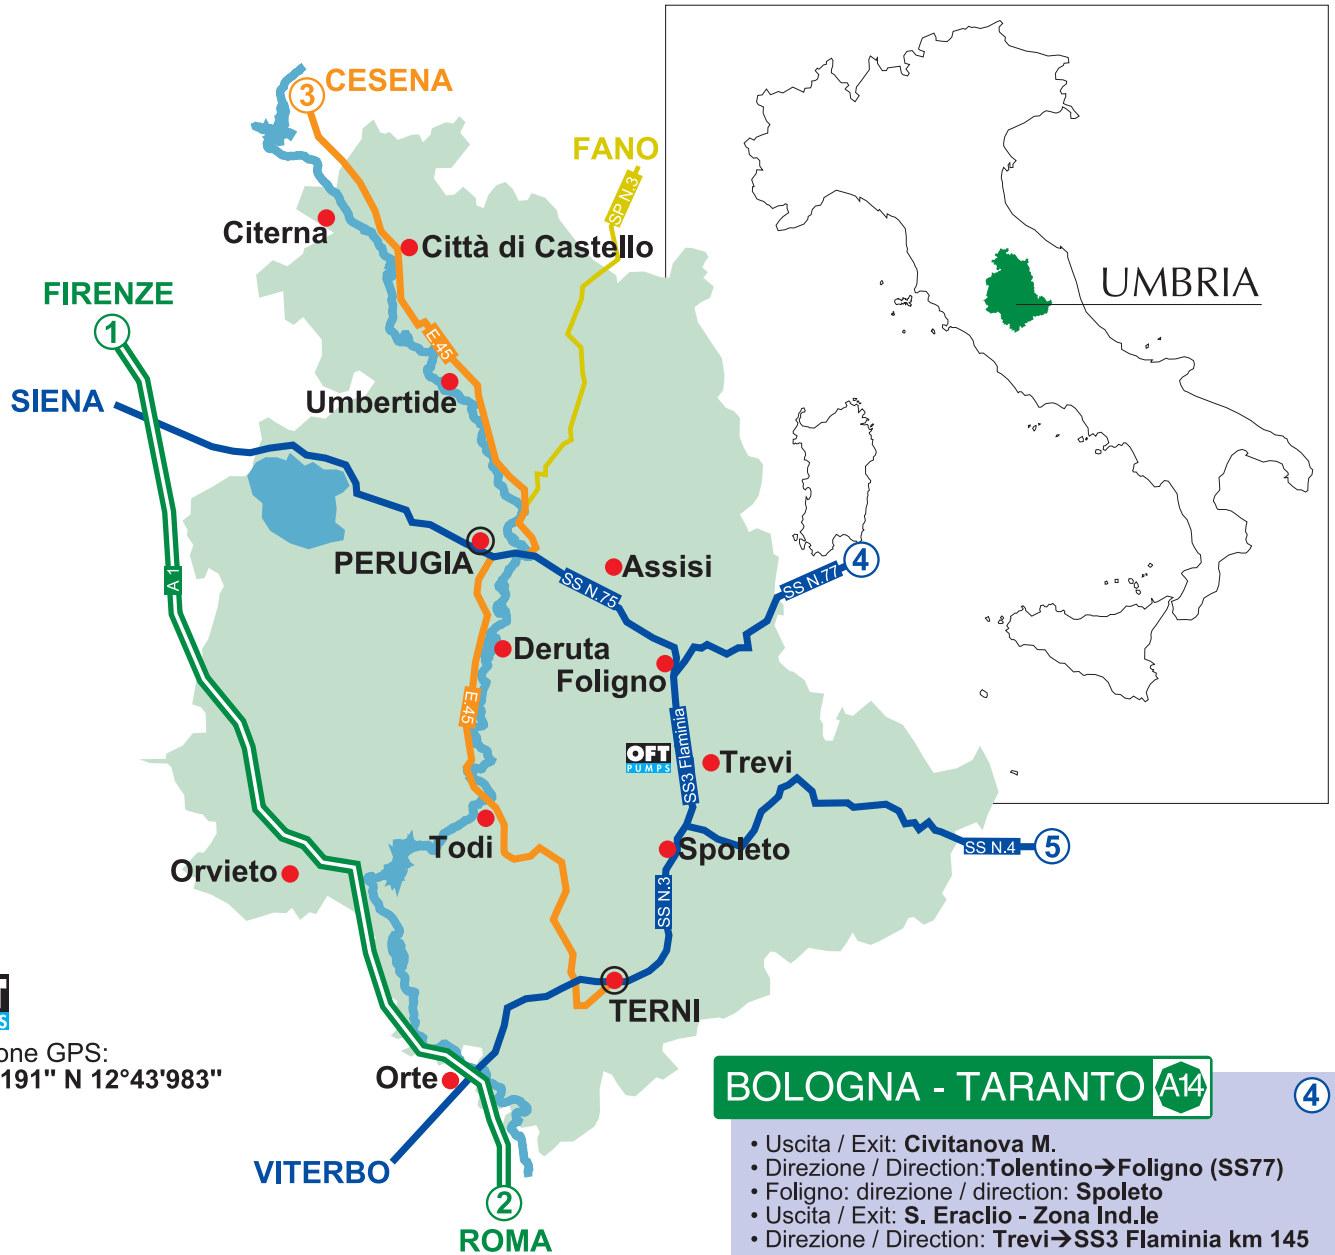 3 CESENA
FANO
SP N.3
Citerna
Città di Castello
FIRENZE
1
UMBRIA
E.45
SIENA
Umbertide
A 1
PERUGIA
SS N.75
Assisi
SS N.77
4
Deruta
Foligno
E.45
SS3 Flaminia
OFT
PUMPS
Trevi
Todi
Spoleto
SS N.4
5
Orvieto
SS N.3
TERNI
one GPS:
191" N 12°43'983"
Orte
VITERBO
2
ROMA
BOLOGNA - TARANTO A14
4
• Uscita / Exit: Civitanova M.
• Direzione / Direction:Tolentino→Foligno (SS77)
• Foligno: direzione / direction: Spoleto
• Uscita / Exit: S. Eraclio - Zona Ind.le
• Direzione / Direction: Trevi→SS3 Flaminia km 145